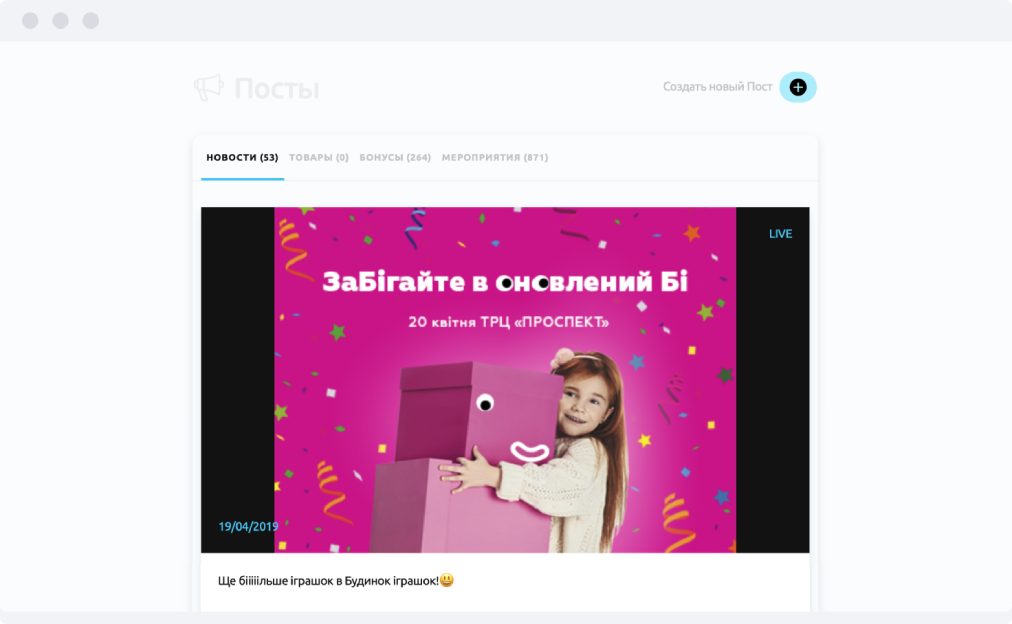 Посты
Создать новый Пост
НОВОСТИ (53) ТОВАРЫ (0) БОНУСЫ (264) МЕРОПРИЯТИЯ (871)
LIVE
ЗаБігайте в оновлений Бі
20 квітня ТРЦ «ПРОСПЕКТ»
19/04/2019
Ще біііііільше іграшок в Будинок іграшок!😃